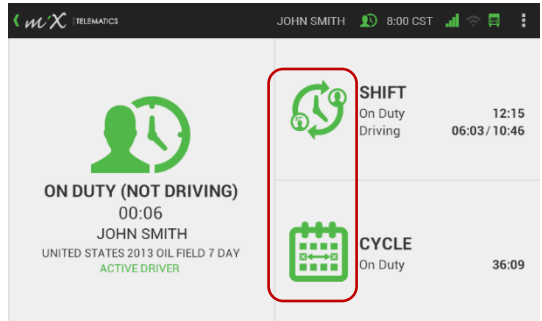 miX TELEMATICS
JOHN SMITH 8:00 CST
ON DUTY (NOT DRIVING)
00:06
JOHN SMITH
UNITED STATES 2013 OIL FIELD 7 DAY
ACTIVE DRIVER
SHIFT
On Duty 12:15
Driving 06:03/10:46
CYCLE
On Duty 36:09